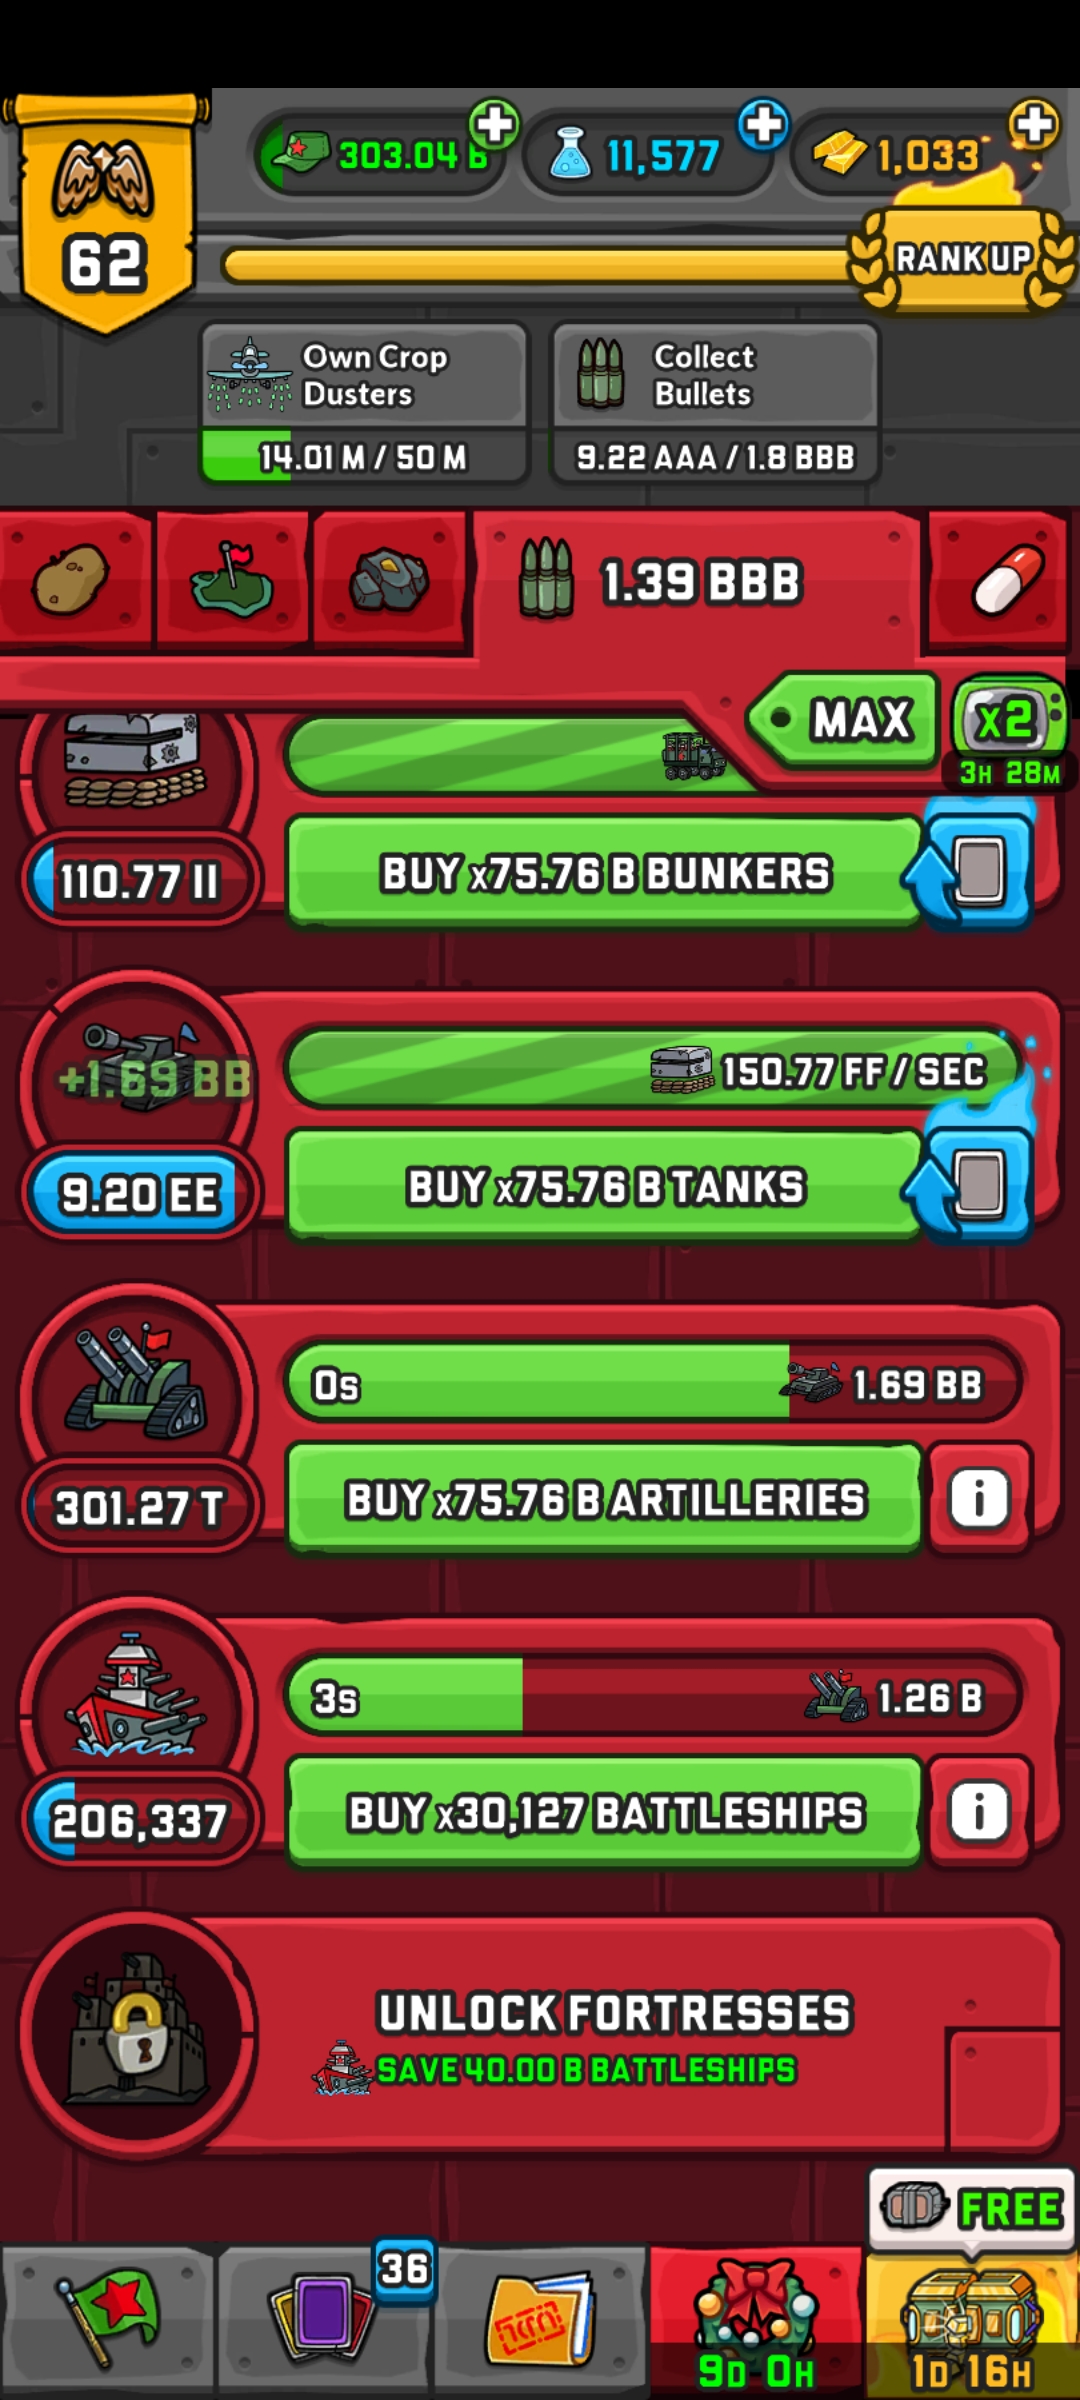 303.04 B
11,577
1,033
62
RANK UP
Own Crop
Dusters
Collect
Bullets
14.01 M / 50 M
9.22 AAA / 1.8 BBB
1.39 BBB
MAX
x2
3H 28M
110.77 II
BUY x75.76 B BUNKERS
+1.69 BB
150.77 FF / SEC
9.20 EE
BUY x75.76 B TANKS
0s
1.69 BB
301.27 T
BUY x75.76 B ARTILLERIES
i
3s
1.26 B
206,337
BUY x30,127 BATTLESHIPS
i
UNLOCK FORTRESSES
SAVE 40.00 B BATTLESHIPS
FREE
36
9D 0H
1D 16H